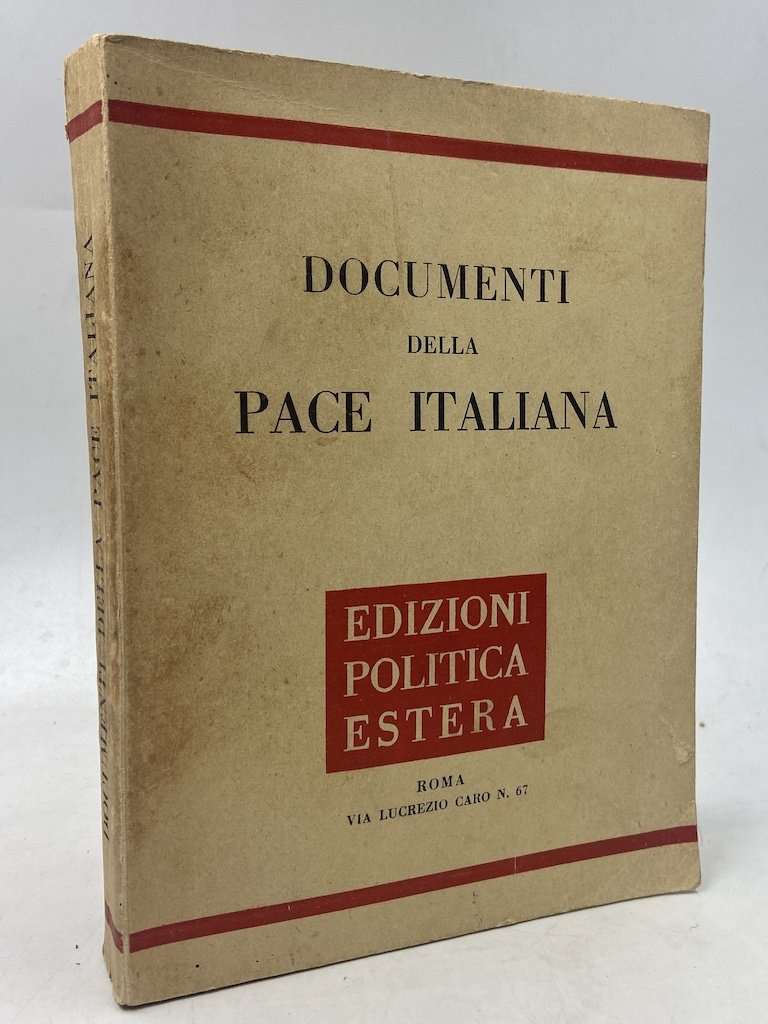 DOCUMENTI
DELLA
PACE ITALIANA
EDIZIONI
POLITICA
ESTERA
ROMA
VIA LUCREZIO CARO N. 67
DOCUMENTI DELLA PACE ITALIANA